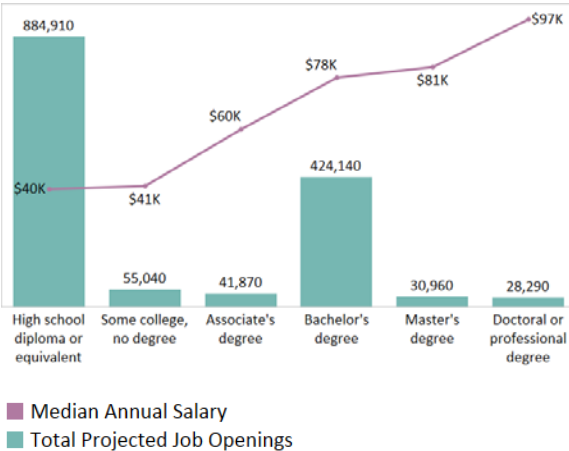 884,910
$97K
$78K
$81K
$60K
424,140
$40K
$41K
55,040
41,870
30,960
28,290
High school
diploma or
equivalent
Some college,
no degree
Associate's
degree
Bachelor's
degree
Master's
degree
Doctoral or
professional
degree
Median Annual Salary
Total Projected Job Openings